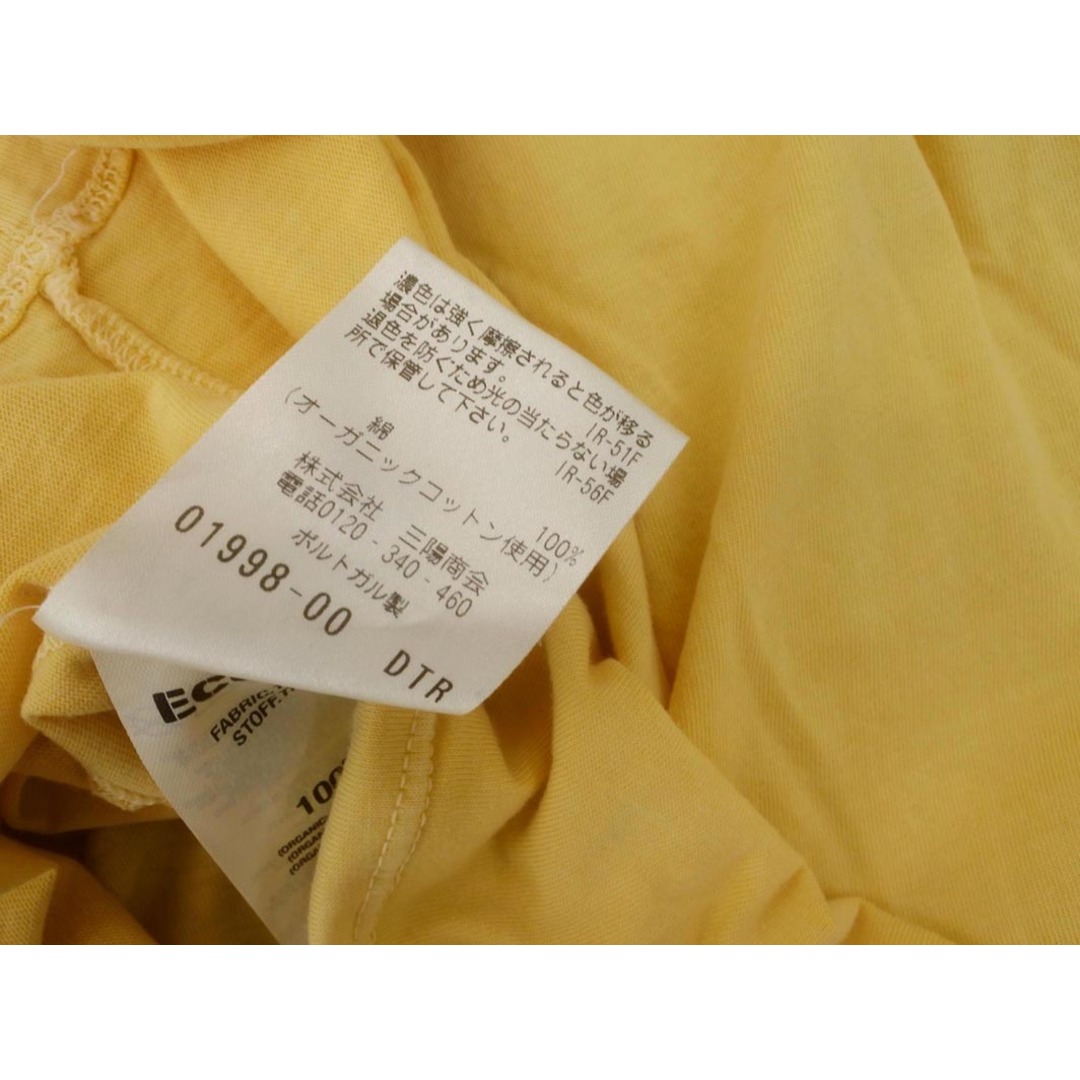 濃色は強く摩擦されると色が移る
場合があります。 IR-51F
退色を防ぐため光の当たらない場
所で保管して下さい。 IR-56F
綿 100%
(オーガニックコットン使用)
株式会社 三陽商会
電話0120-340-460
ポルトガル製
01998-00 DTR
FABRIC
STOFF
100
(ORGANIC
(ORGANIC
(ORGANIC